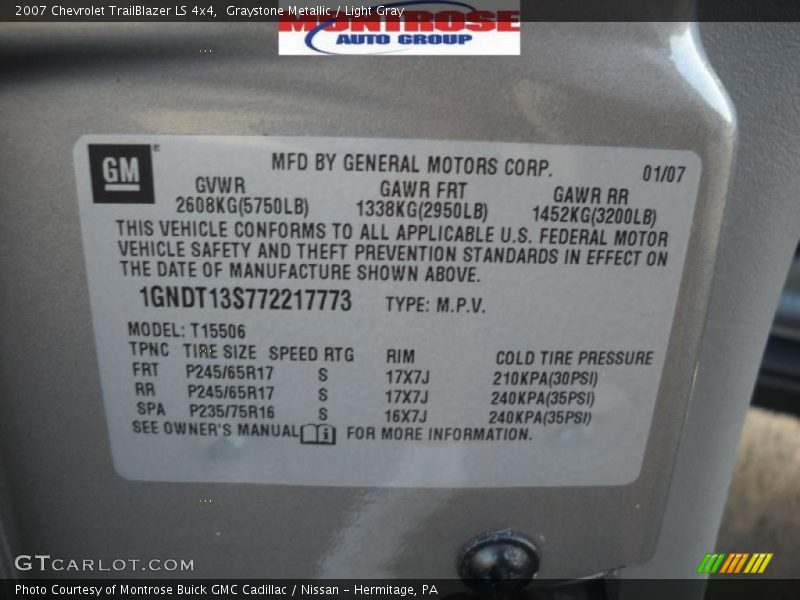 2007 Chevrolet TrailBlazer LS 4x4,  Graystone Metallic / Light Gray
MONTROSE
AUTO GROUP
GM
MFD BY GENERAL MOTORS CORP.
01/07
GVWR GAWR FRT GAWR RR
2608KG(5750LB) 1338KG(2950LB) 1452KG(3200LB)
THIS VEHICLE CONFORMS TO ALL APPLICABLE U.S. FEDERAL MOTOR
VEHICLE SAFETY AND THEFT PREVENTION STANDARDS IN EFFECT ON
THE DATE OF MANUFACTURE SHOWN ABOVE.
1GNDT13S772217773 TYPE: M.P.V.
MODEL: T15506
TPNC TIRE SIZE SPEED RTG RIM COLD TIRE PRESSURE
FRT P245/65R17 S 17X7J 210KPA(30PSI)
RR P245/65R17 S 17X7J 240KPA(35PSI)
SPA P235/75R16 S 16X7J 240KPA(35PSI)
SEE OWNER'S MANUAL FOR MORE INFORMATION.
GTCARLOT.COM
Photo Courtesy of Montrose Buick GMC Cadillac / Nissan - Hermitage, PA